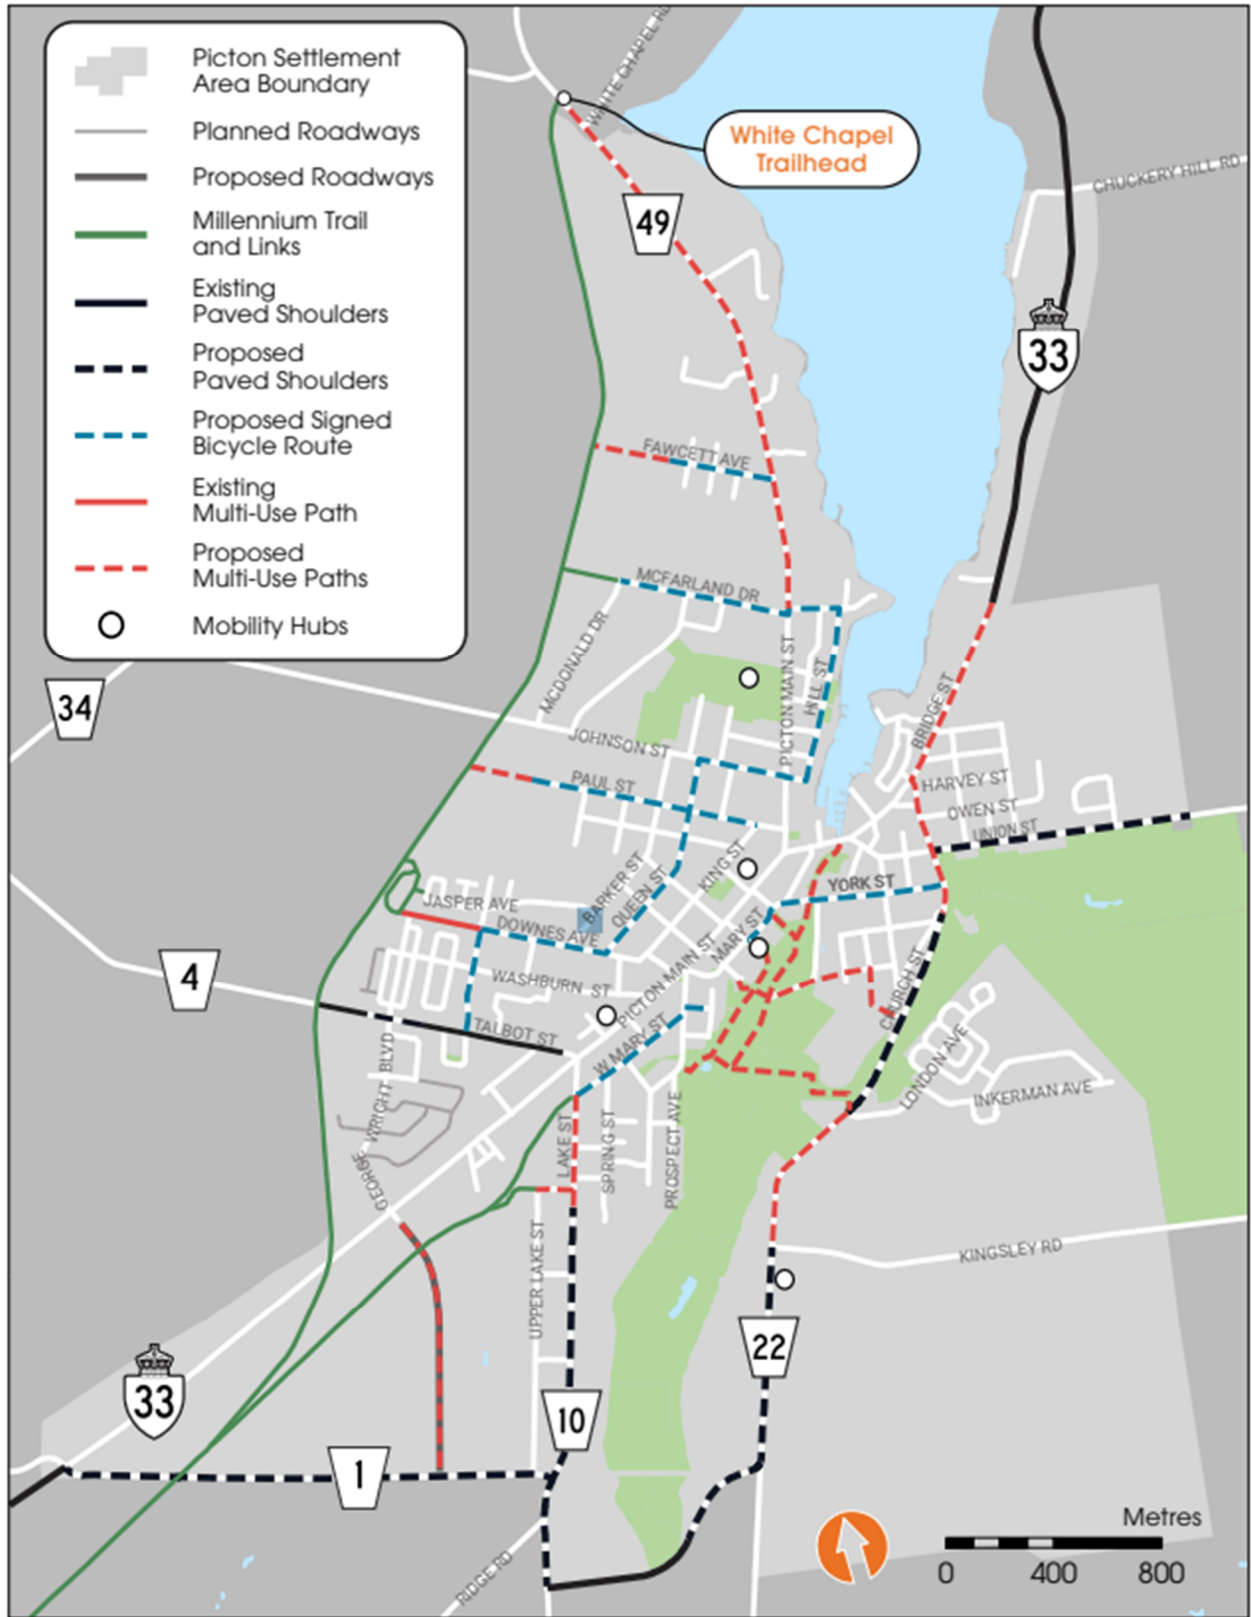 Picton Settlement
Area Boundary
Planned Roadways
Proposed Roadways
Millennium Trail
and Links
Existing
Paved Shoulders
Proposed
Paved Shoulders
Proposed Signed
Bicycle Route
Existing
Multi-Use Path
Proposed
Multi-Use Paths
Mobility Hubs
WHITE CHAPEL RD
White Chapel
Trailhead
CHUCKERY HILL RD
49
33
FAWCETT AVE
MCFARLAND DR
MCDONALD DR
PICTON MAIN ST
HILL ST
BRIDGE ST
34
JOHNSON ST
PAUL ST
HARVEY ST
OWEN ST
UNION ST
KING ST
BARKER ST
QUEEN ST
YORK ST
JASPER AVE
DOWNES AVE
MARY ST
PICTON MAIN ST
4
WASHBURN ST
CHURCH ST
TALBOT ST
W MARY ST
LONDON AVE
INKERMAN AVE
GEORGE WRIGHT BLVD
LAKE ST
SPRING ST
PROSPECT AVE
UPPER LAKE ST
KINGSLEY RD
22
33
10
1
RIDGE RD
Metres
0 400 800